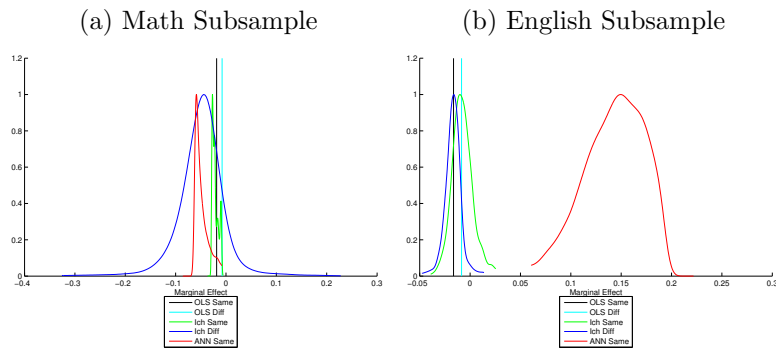 (a) Math Subsample
(b) English Subsample
1.2
1
0.8
0.6
0.4
0.2
0
−0.4 −0.3 −0.2 −0.1 0 0.1 0.2 0.3
Marginal Effect
OLS Same
OLS Diff
Ich Same
Ich Diff
ANN Same
1.2
1
0.8
0.6
0.4
0.2
0
−0.05 0 0.05 0.1 0.15 0.2 0.25 0.3
Marginal Effect
OLS Same
OLS Diff
Ich Same
Ich Diff
ANN Same